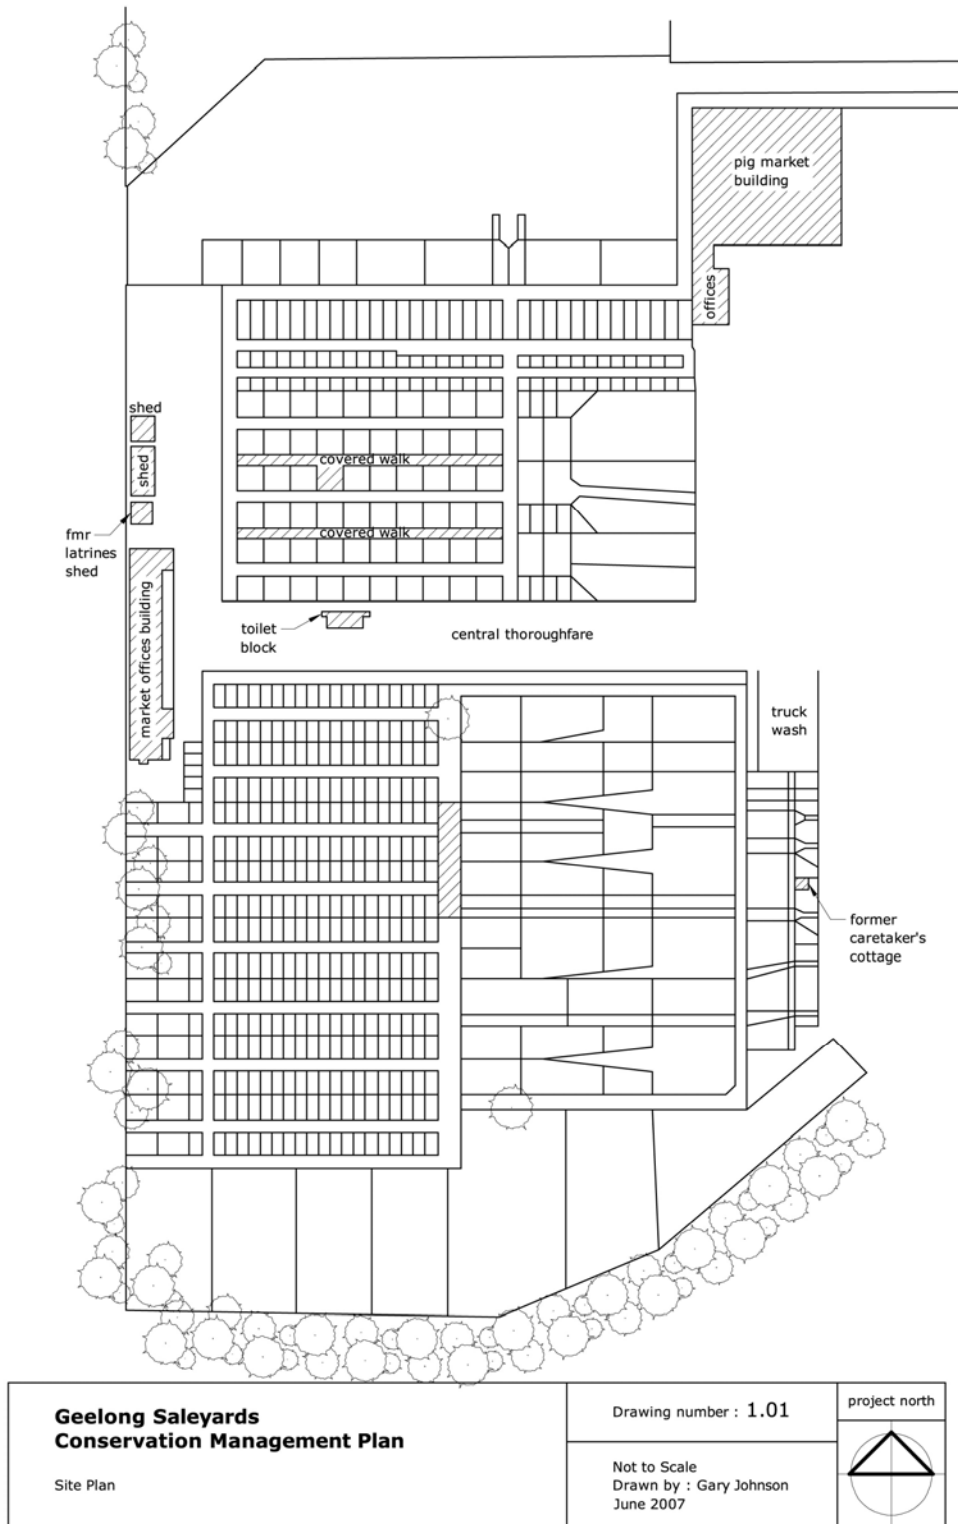 pig market
building
offices
shed
covered walk
shed
fmr
latrines
shed
covered walk
market offices building
toilet
block
central thoroughfare
truck
wash
former
caretaker's
cottage
Geelong Saleyards
Conservation Management Plan
Site Plan
Drawing number : 1.01
Not to Scale
Drawn by : Gary Johnson
June 2007
project north